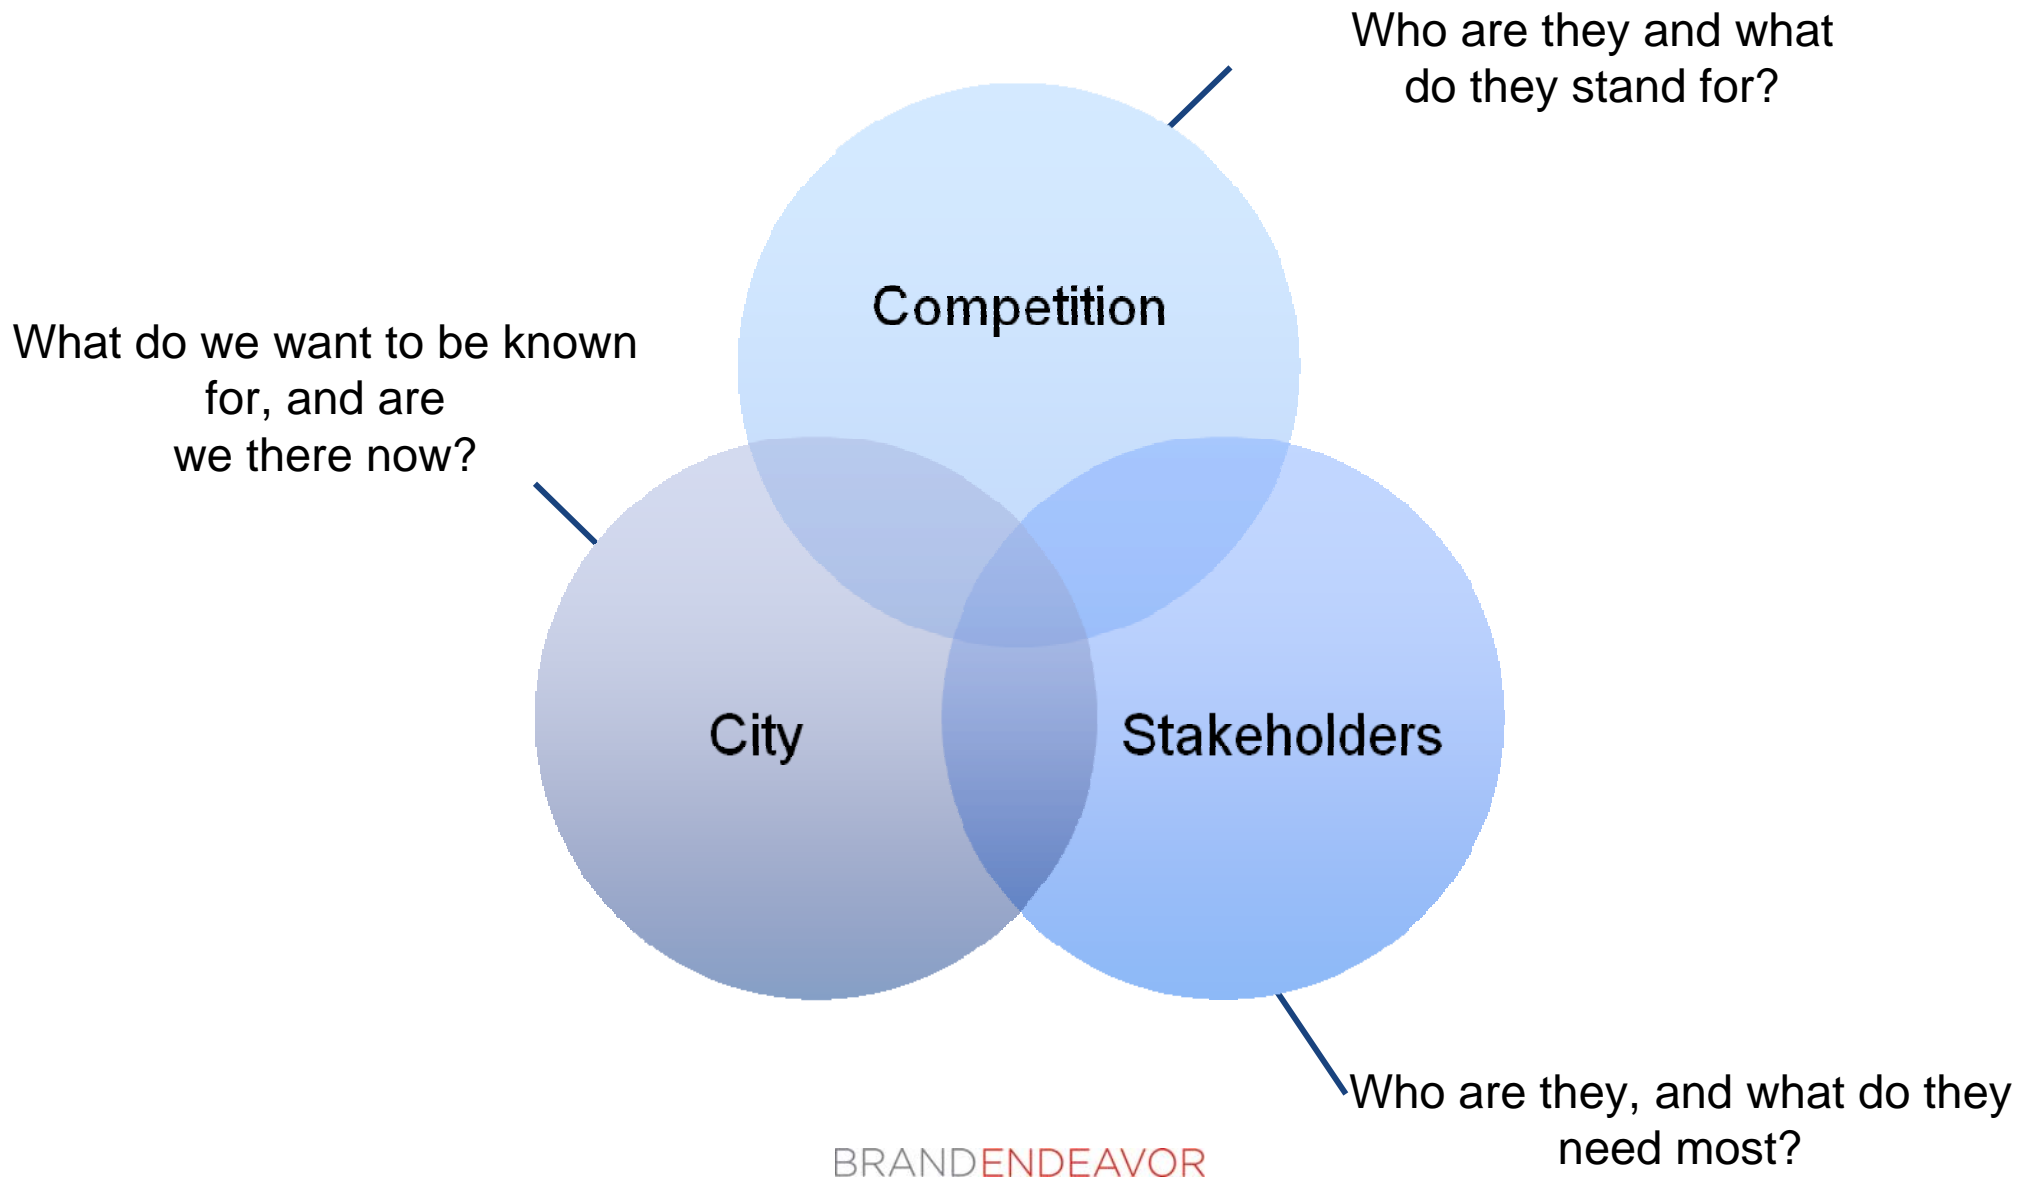 Who are they and what
do they stand for?
Competition
What do we want to be known
for, and are
we there now?
City
Stakeholders
Who are they, and what do they
need most?
BRANDENDEAVOR